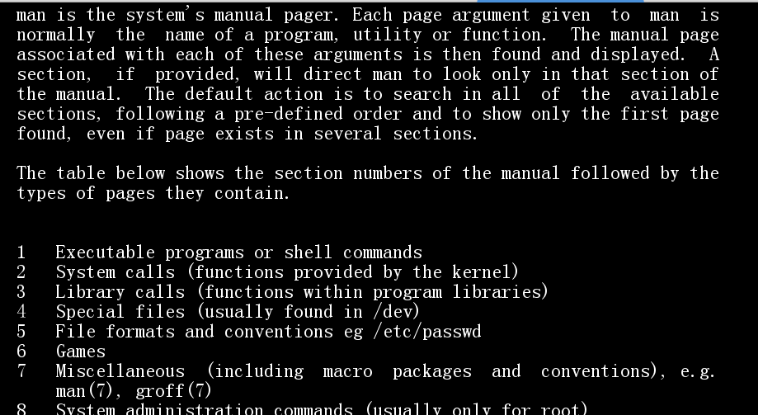 man is the system's manual pager. Each page argument given to man is
normally the name of a program, utility or function. The manual page
associated with each of these arguments is then found and displayed. A
section, if provided, will direct man to look only in that section of
the manual. The default action is to search in all of the available
sections, following a pre-defined order and to show only the first page
found, even if page exists in several sections.
The table below shows the section numbers of the manual followed by the
types of pages they contain.
1 Executable programs or shell commands
2 System calls (functions provided by the kernel)
3 Library calls (functions within program libraries)
4 Special files (usually found in /dev)
5 File formats and conventions eg /etc/passwd
6 Games
7 Miscellaneous (including macro packages and conventions), e.g.
man(7), groff(7)
8 System administration commands (usually only for root)